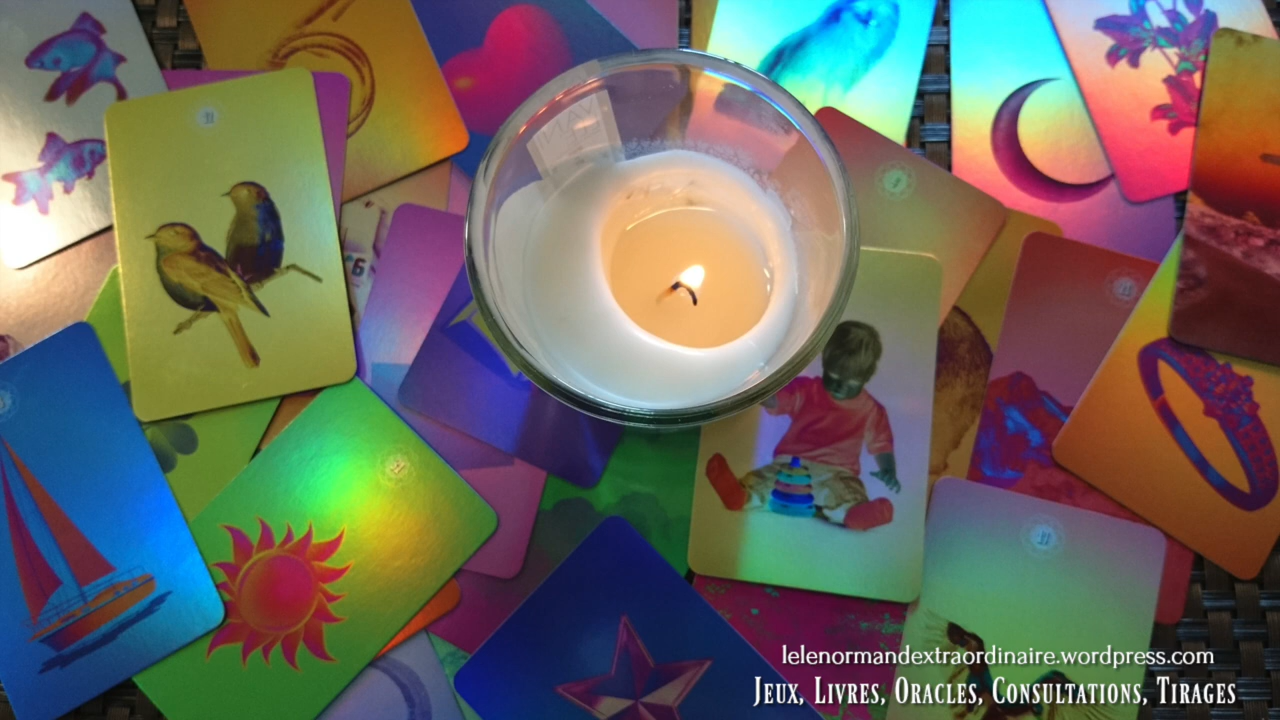 lelenormandextraordinaire.wordpress.com
Jeux, Livres, Oracles, Consultations, Tirages